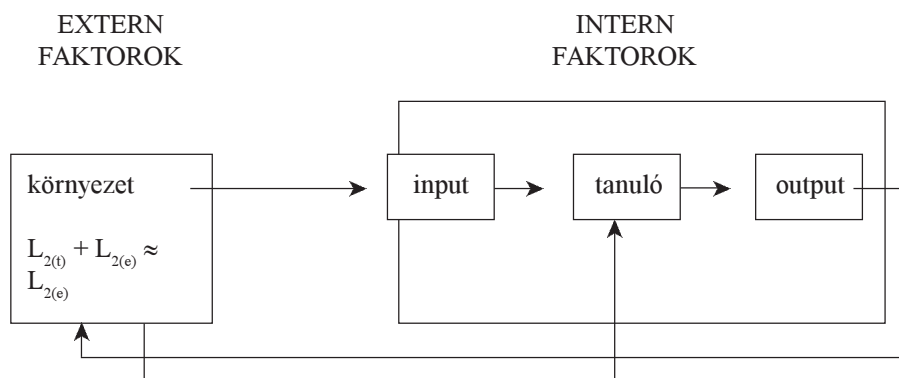 EXTERN
FAKTOROK
INTERN
FAKTOROK
környezet
L2(t) + L2(e) ≈
L2(e)
input
tanuló
output